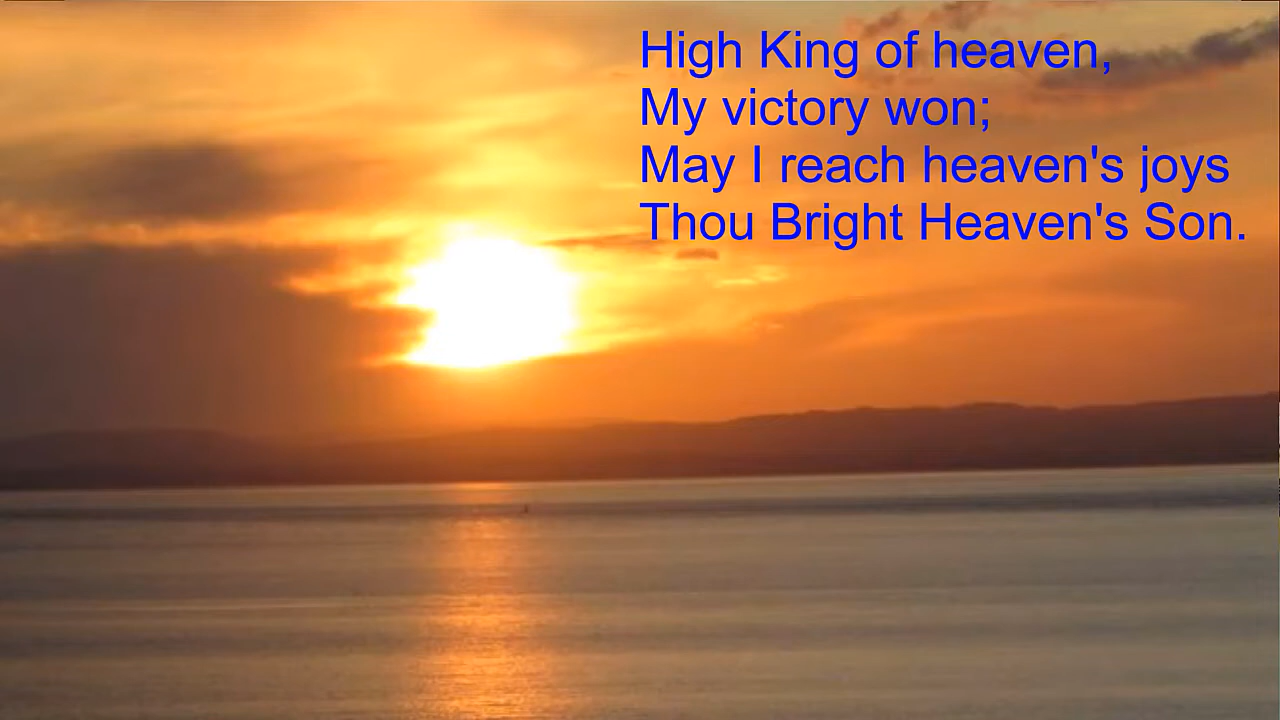 High King of heaven,
My victory won;
May I reach heaven's joys
Thou Bright Heaven's Son.